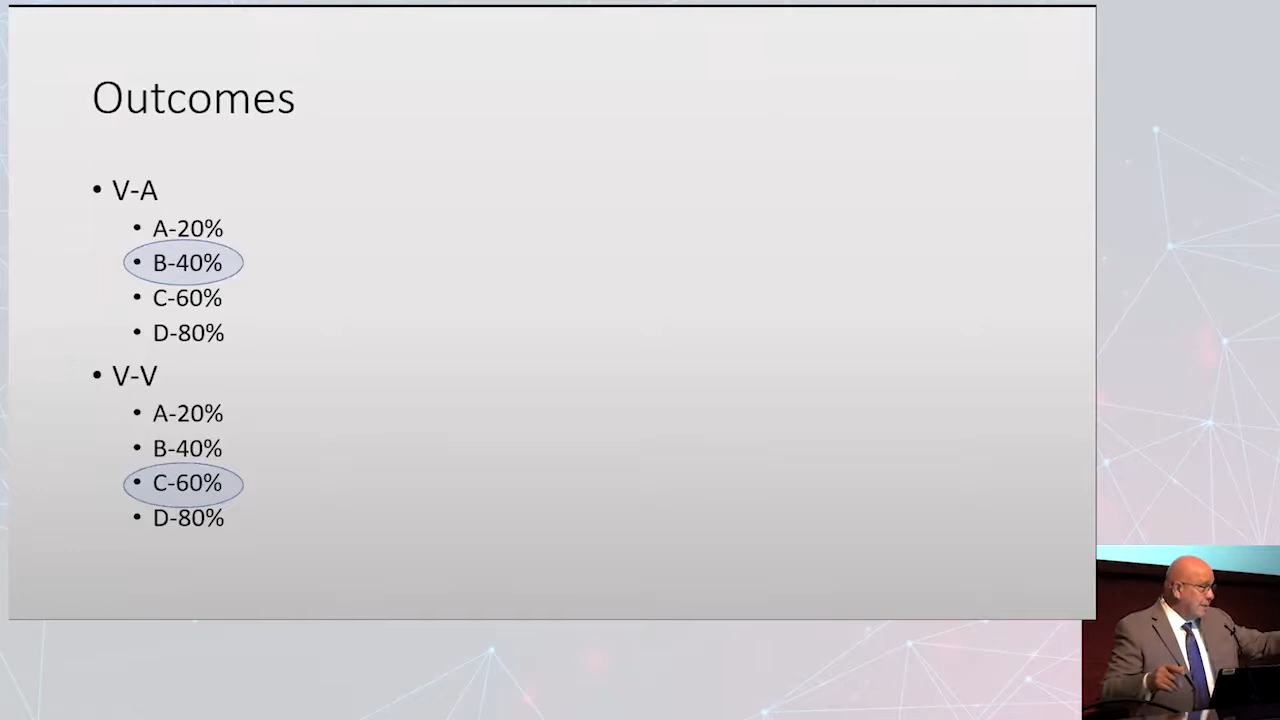 Outcomes
• V-A
• A-20%
• B-40%
• C-60%
• D-80%
• V-V
• A-20%
• B-40%
• C-60%
• D-80%